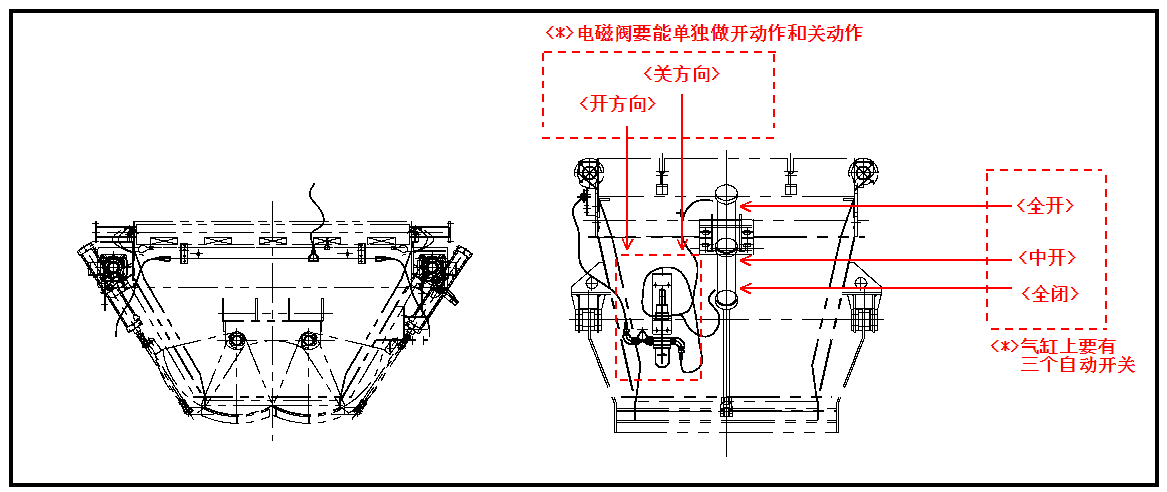 <*>电磁阀要能单独做开动作和关动作
<关方向>
<开方向>
<全开>
<中开>
<全闭>
<*>气缸上要有
三个自动开关